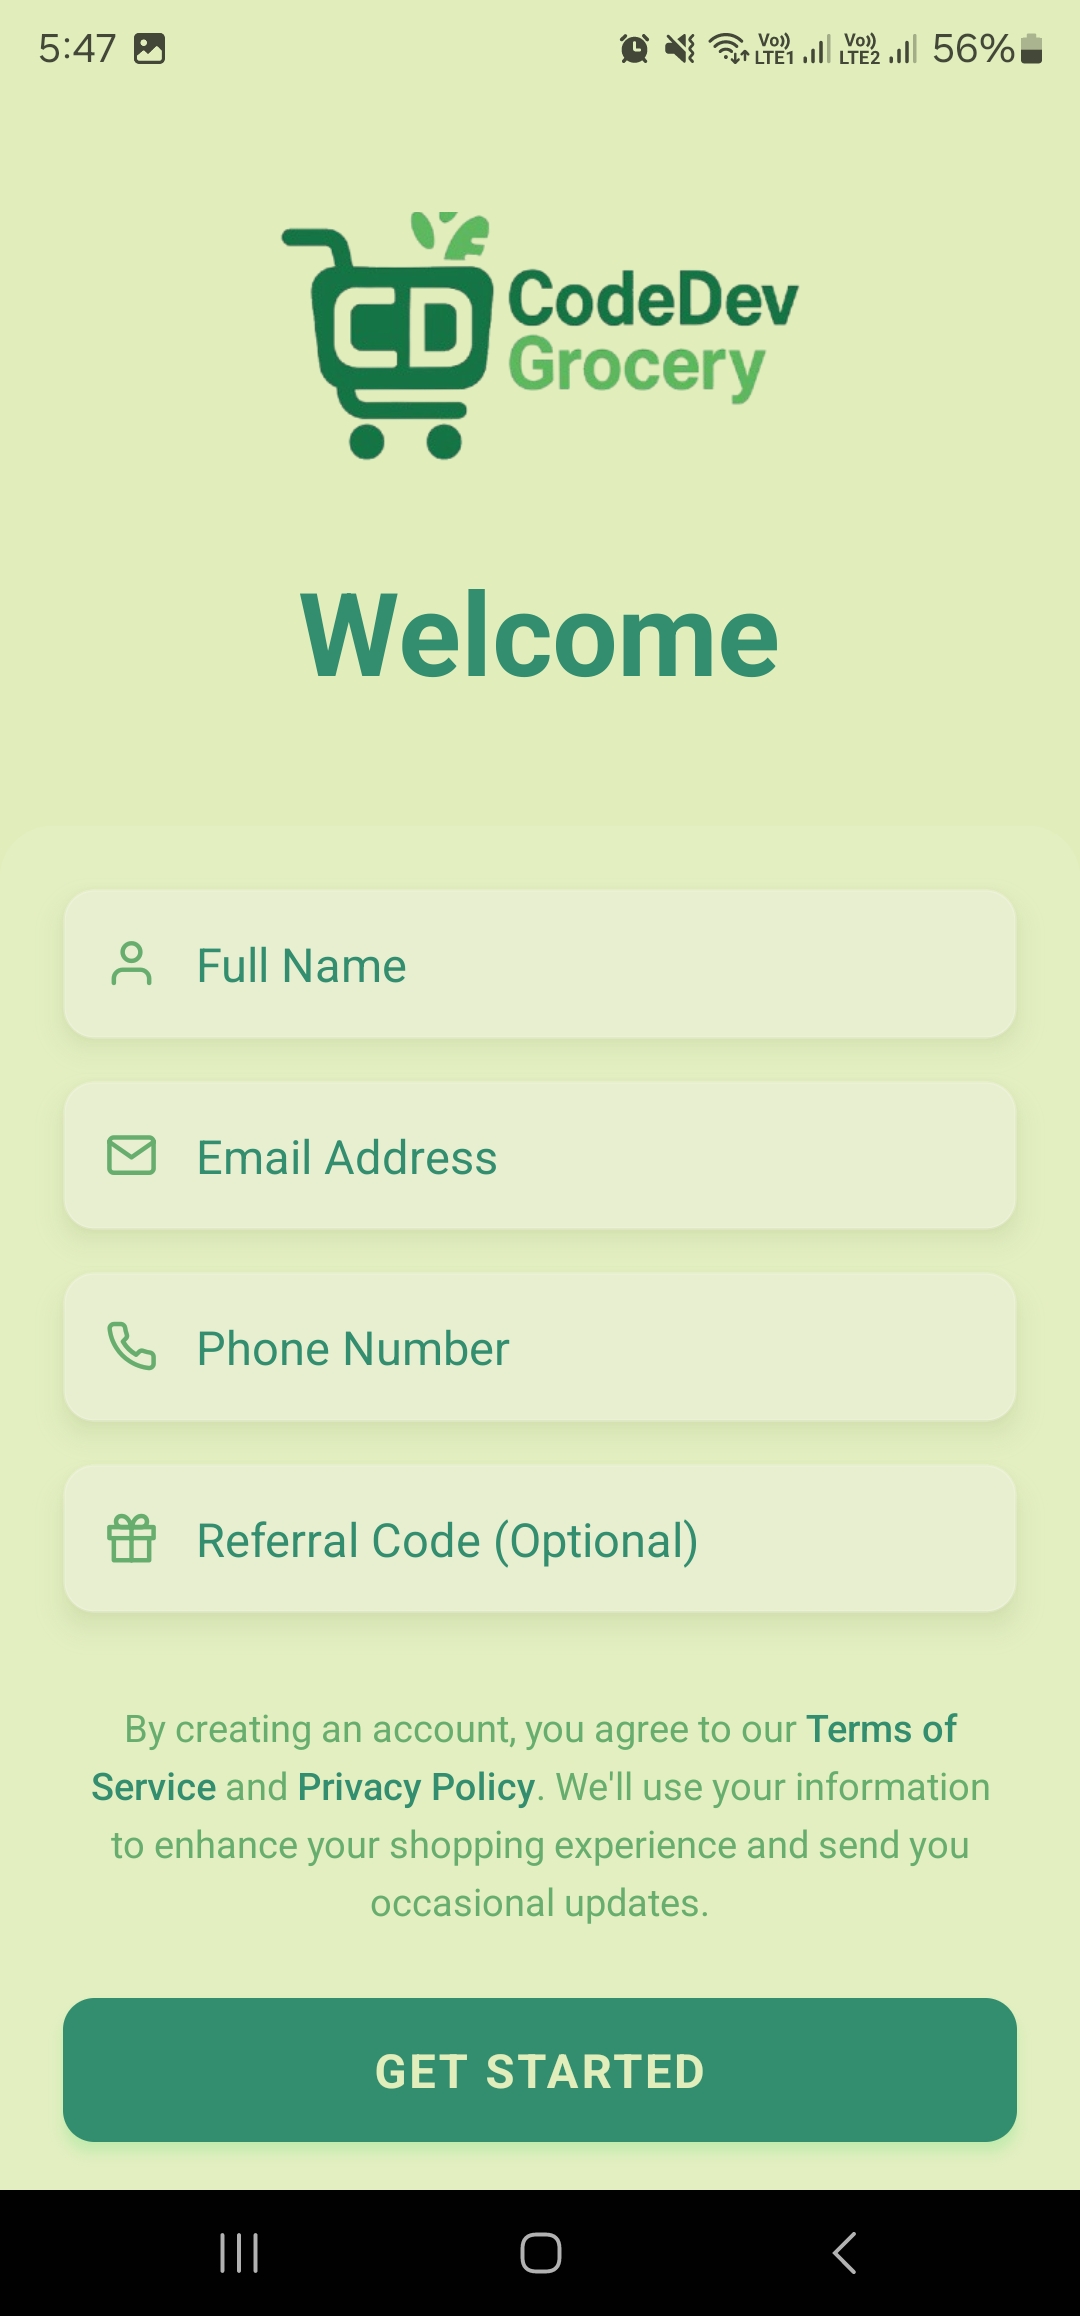 5:47 Vo)) LTE1 Vo)) LTE2 56%
CD
CodeDev
Grocery
Welcome
Full Name
Email Address
Phone Number
Referral Code (Optional)
By creating an account, you agree to our Terms of
Service and Privacy Policy. We'll use your information
to enhance your shopping experience and send you
occasional updates.
GET STARTED